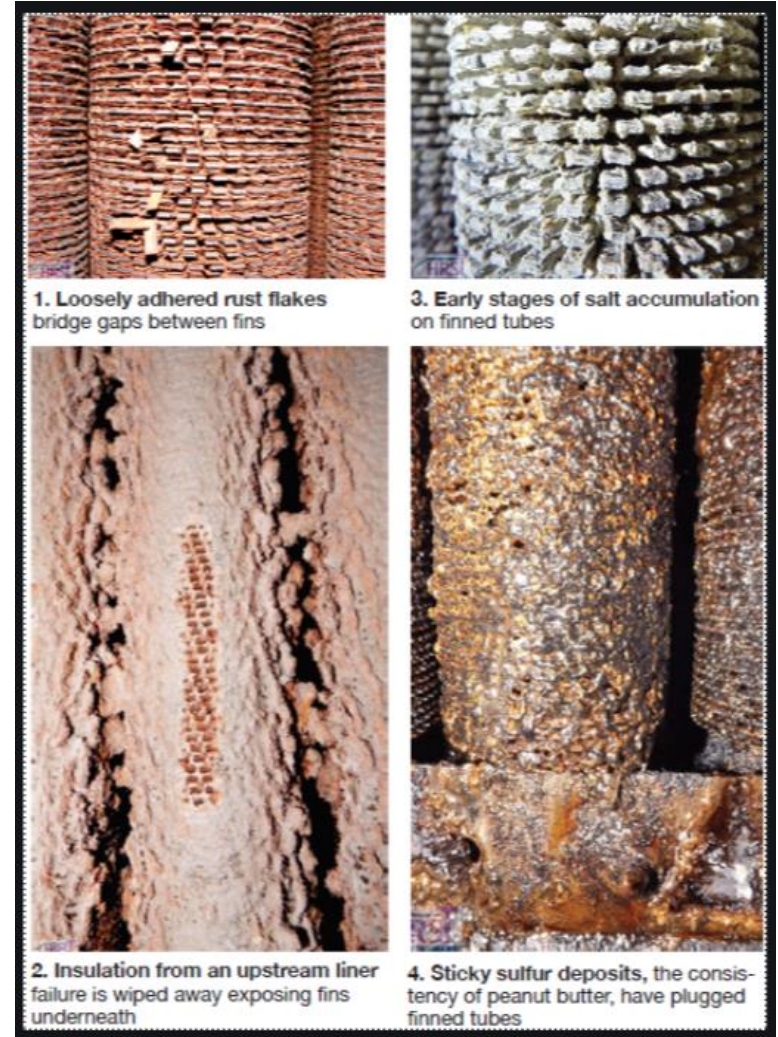 1. Loosely adhered rust flakes
bridge gaps between fins
3. Early stages of salt accumulation
on finned tubes
2. Insulation from an upstream liner
failure is wiped away exposing fins
underneath
4. Sticky sulfur deposits, the consis-
tency of peanut butter, have plugged
finned tubes